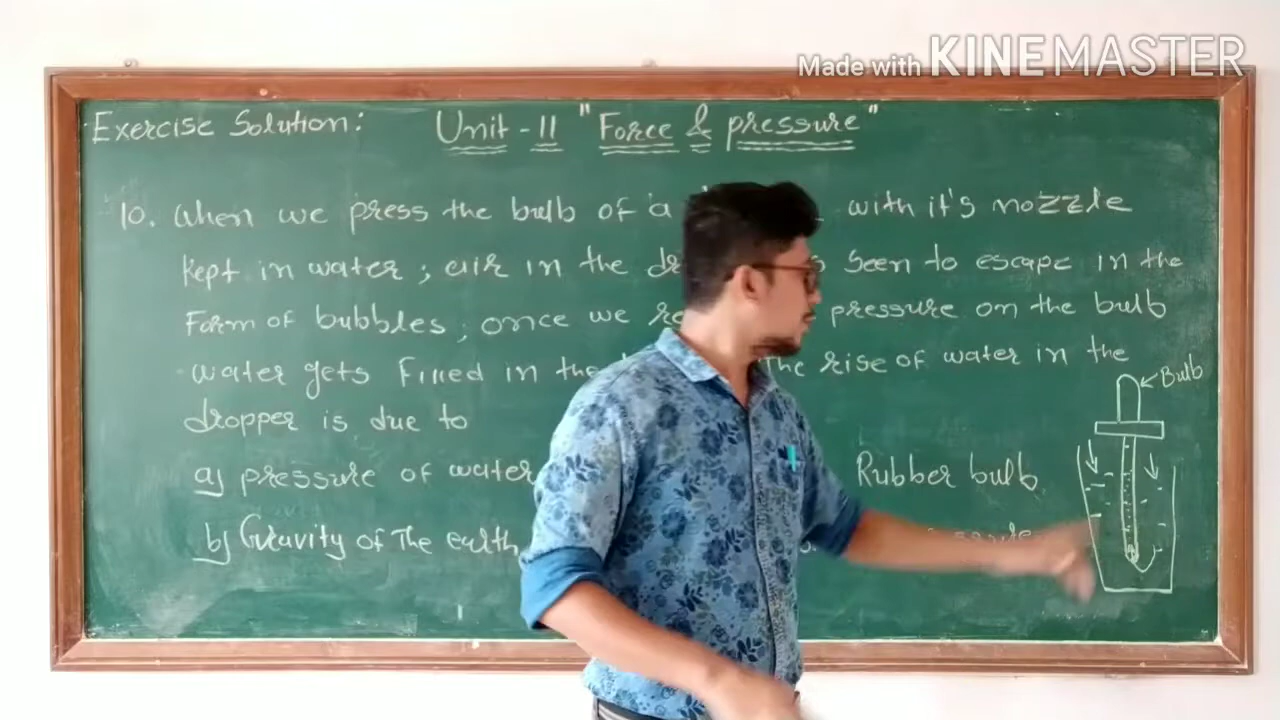 Made with KINEMASTER
Exercise Solution: Unit - 11 "Force & pressure"
10. When we press the bulb of a with it's nozzle
Kept in water, air in the seen to escape in the
Form of bubbles, once we pressure on the bulb
water gets Filled in the The rise of water in the
dropper is due to
Bulb
a) pressure of water Rubber bulb
b) Gravity of The earth